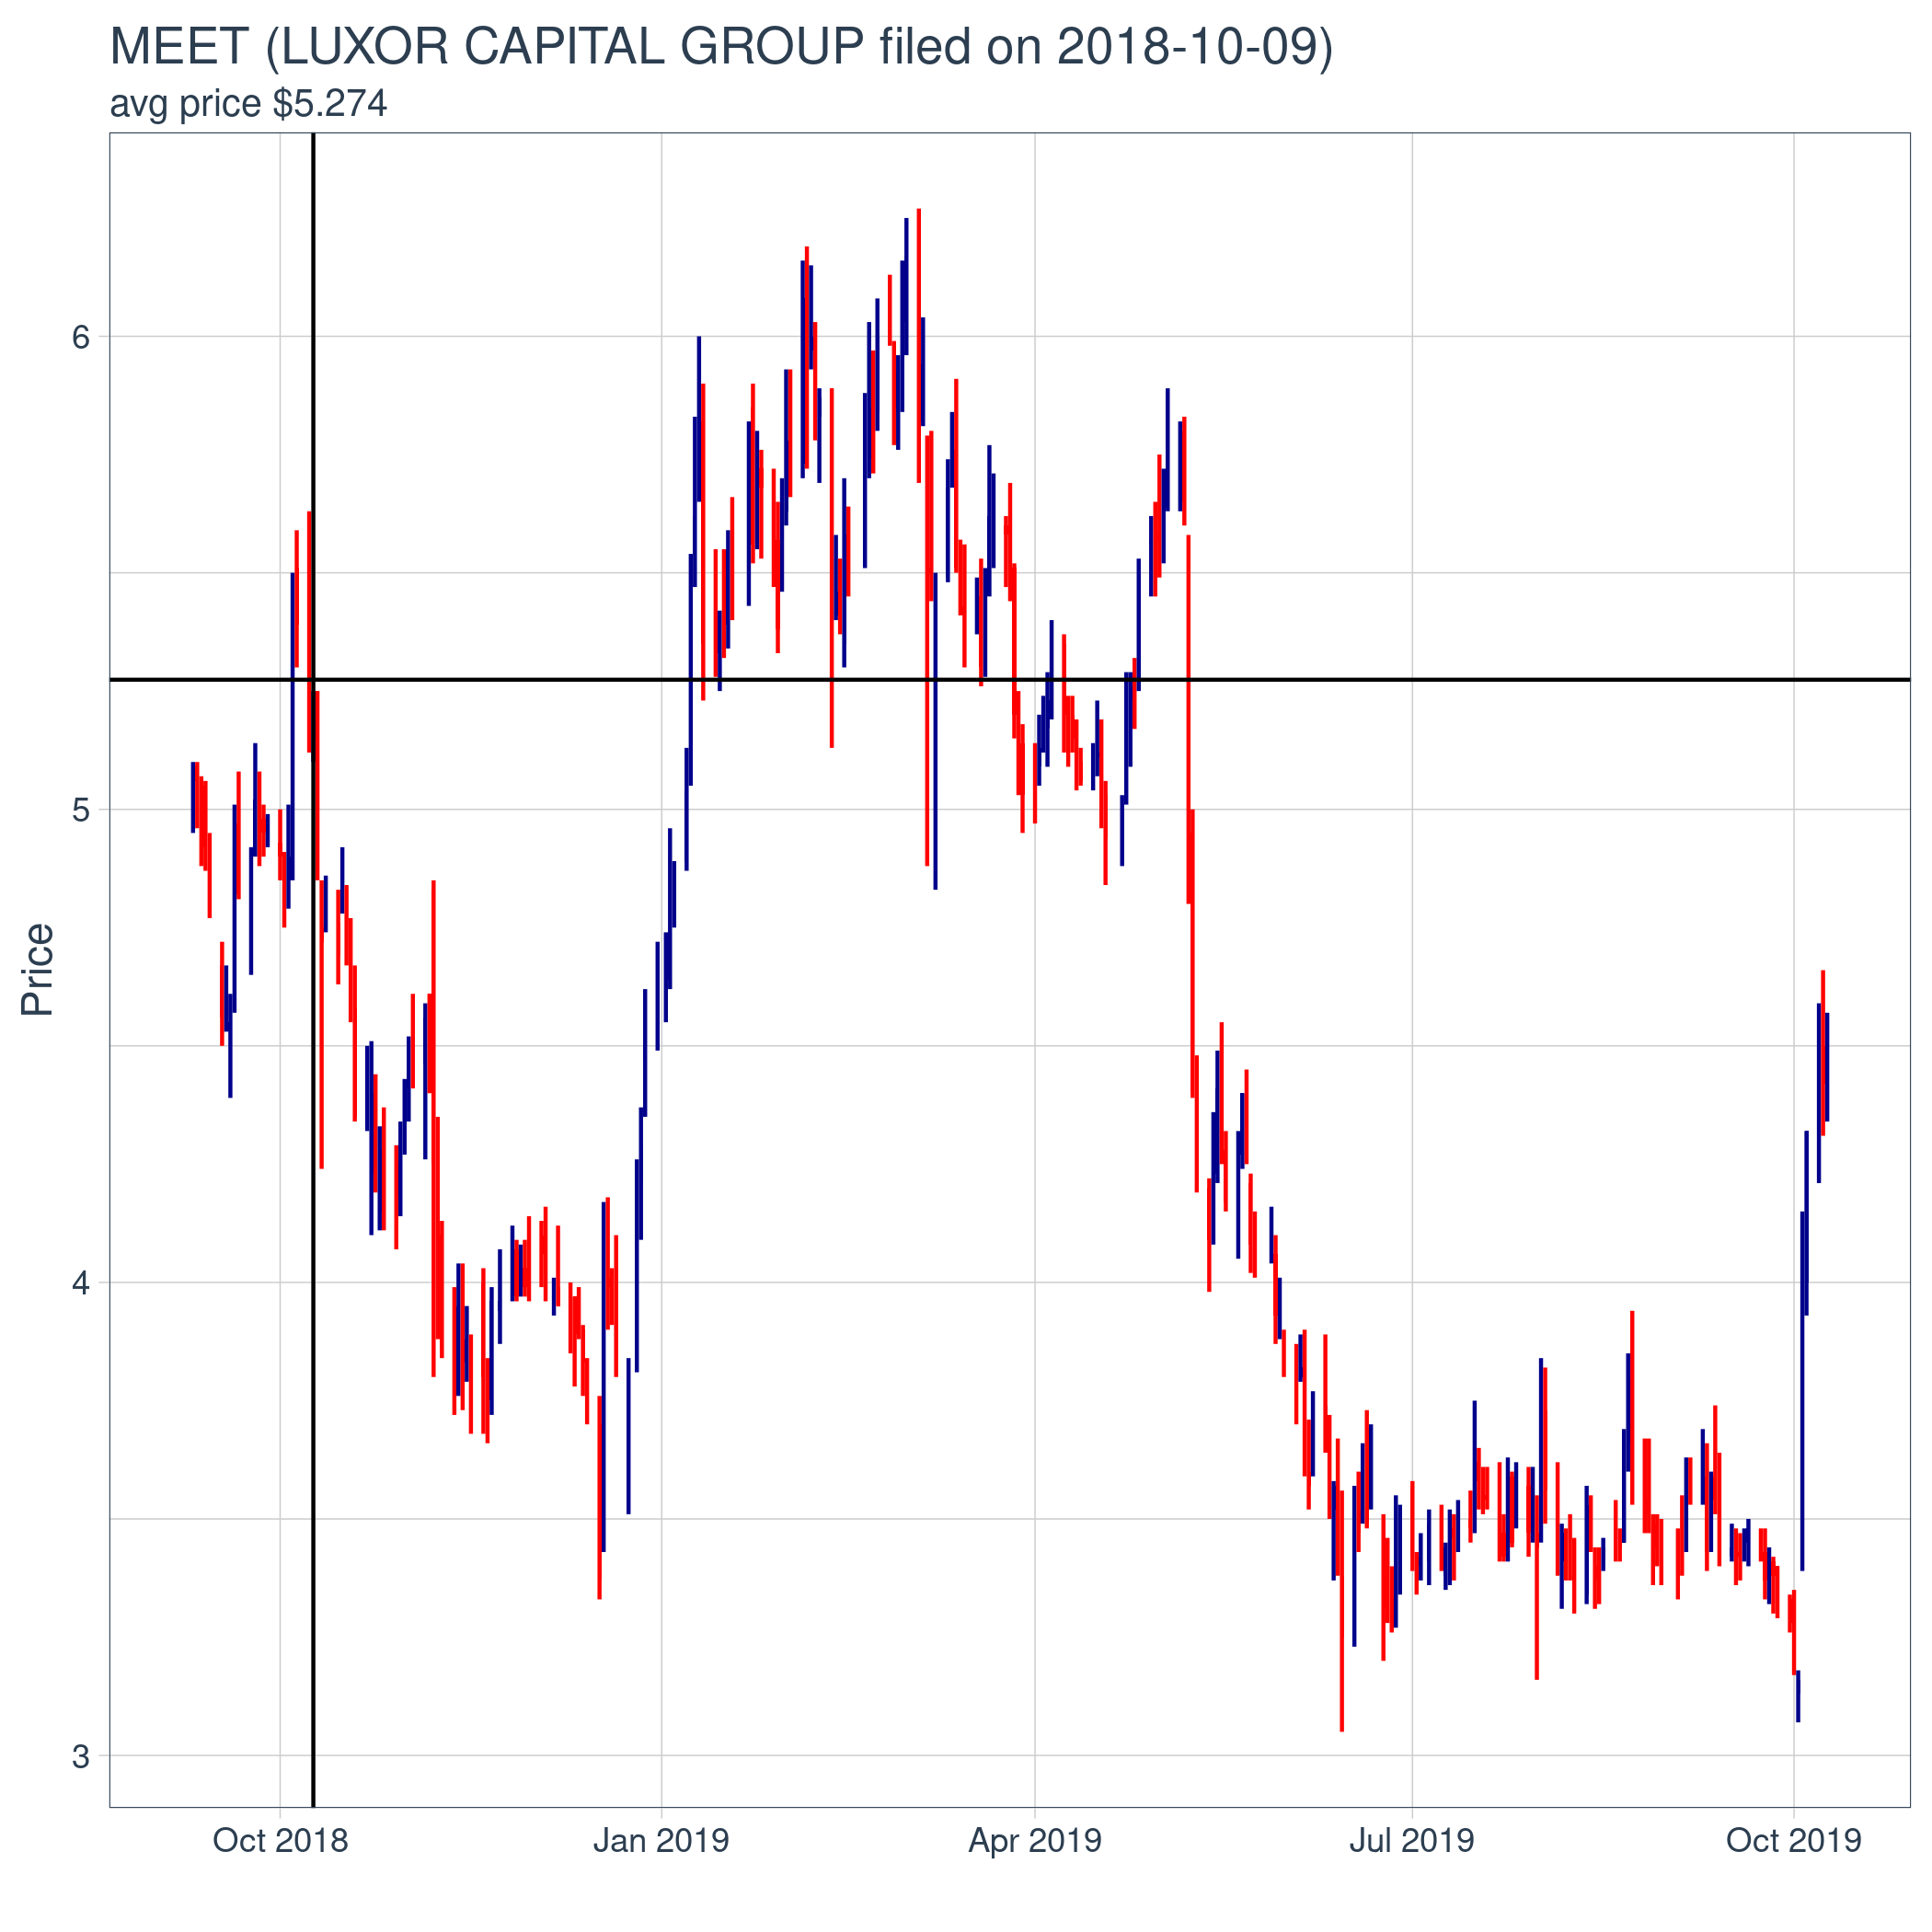 MEET (LUXOR CAPITAL GROUP filed on 2018-10-09)
avg price $5.274
6
5
4
3
Price
Oct 2018
Jan 2019
Apr 2019
Jul 2019
Oct 2019